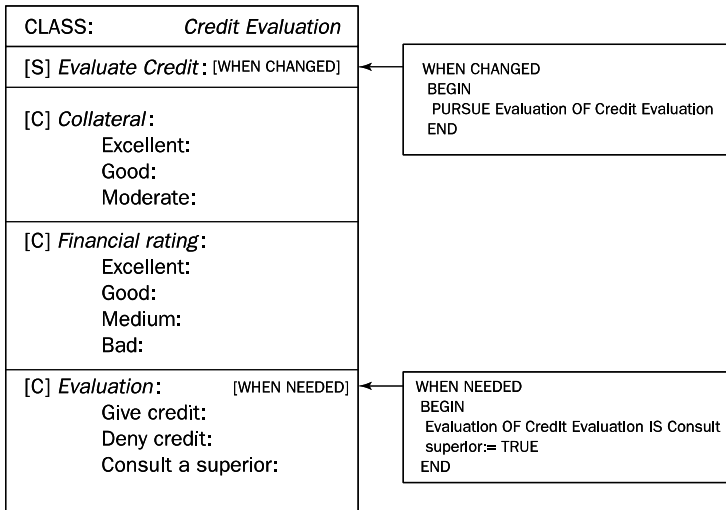 CLASS: Credit Evaluation
[S] Evaluate Credit: [WHEN CHANGED]
[C] Collateral:
Excellent:
Good:
Moderate:
[C] Financial rating:
Excellent:
Good:
Medium:
Bad:
[C] Evaluation: [WHEN NEEDED]
Give credit:
Deny credit:
Consult a superior:
WHEN CHANGED
BEGIN
PURSUE Evaluation OF Credit Evaluation
END
WHEN NEEDED
BEGIN
Evaluation OF Credit Evaluation IS Consult
superior:= TRUE
END